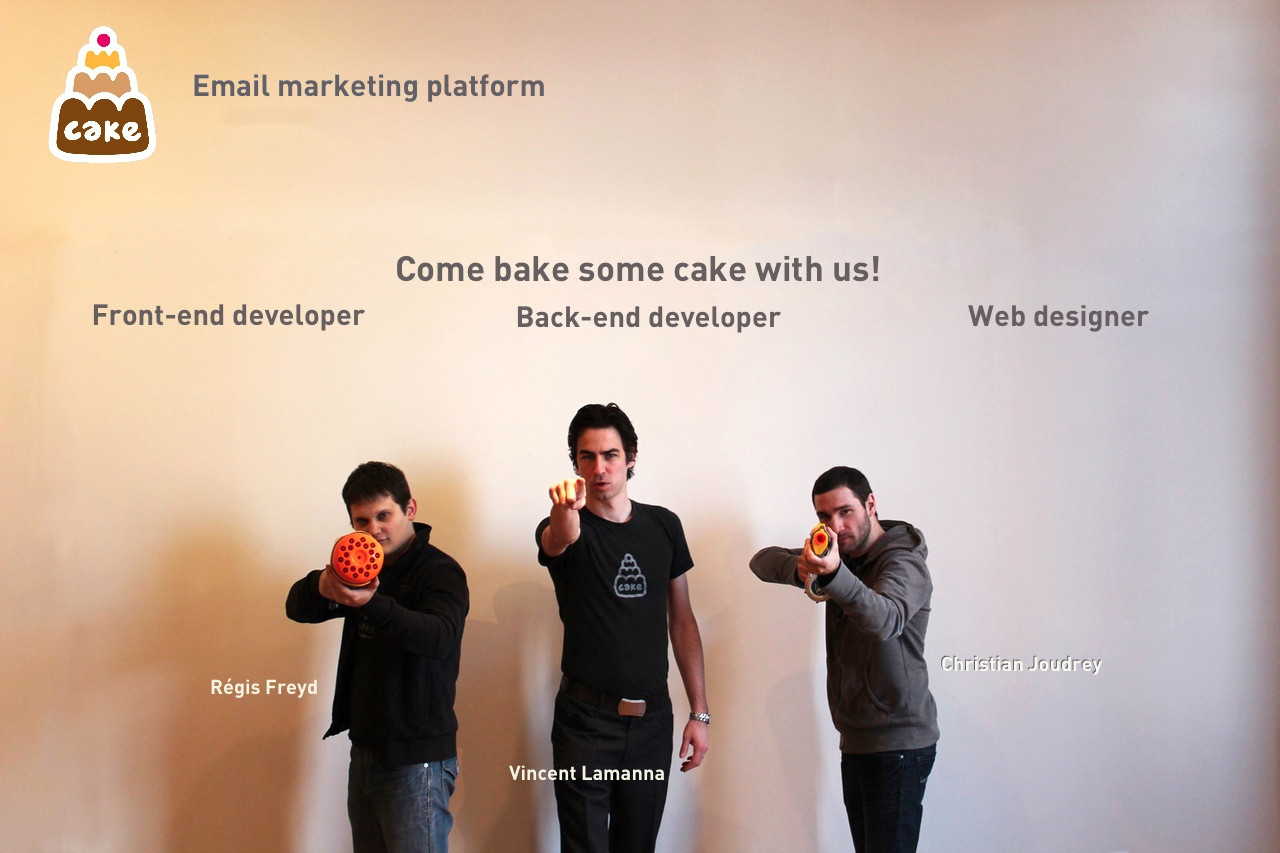 Email marketing platform
cake
Come bake some cake with us!
Front-end developer
Back-end developer
Web designer
cake
Christian Joudrey
Régis Freyd
Vincent Lamanna